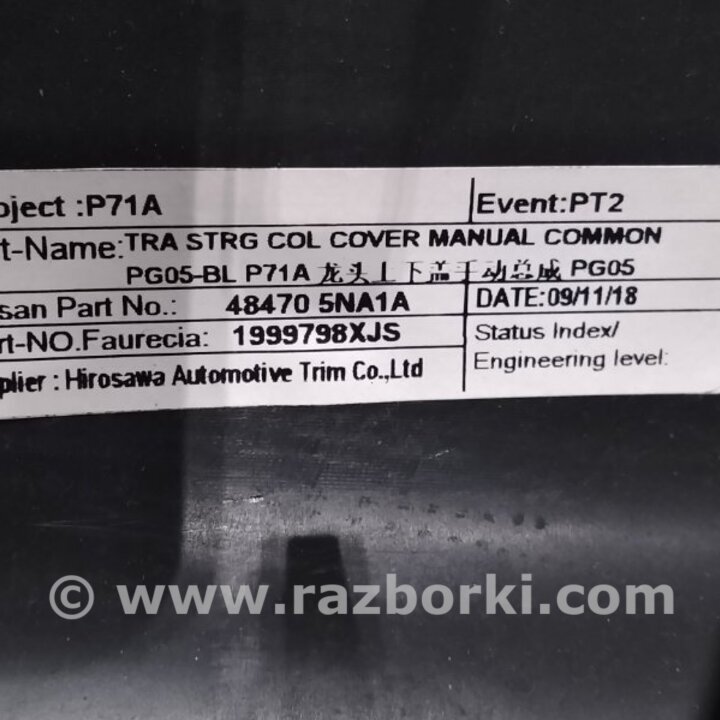 oject :P71A
Event:PT2
t-Name: TRA STRG COL COVER MANUAL COMMON
PG05-BL P71A 龙头上下盖手动总成 PG05
san Part No.: 48470 5NA1A
DATE:09/11/18
rt-NO.Faurecia: 1999798XJS
Status Index/
Engineering level:
plier : Hirosawa Automotive Trim Co.,Ltd
© www.razborki.com